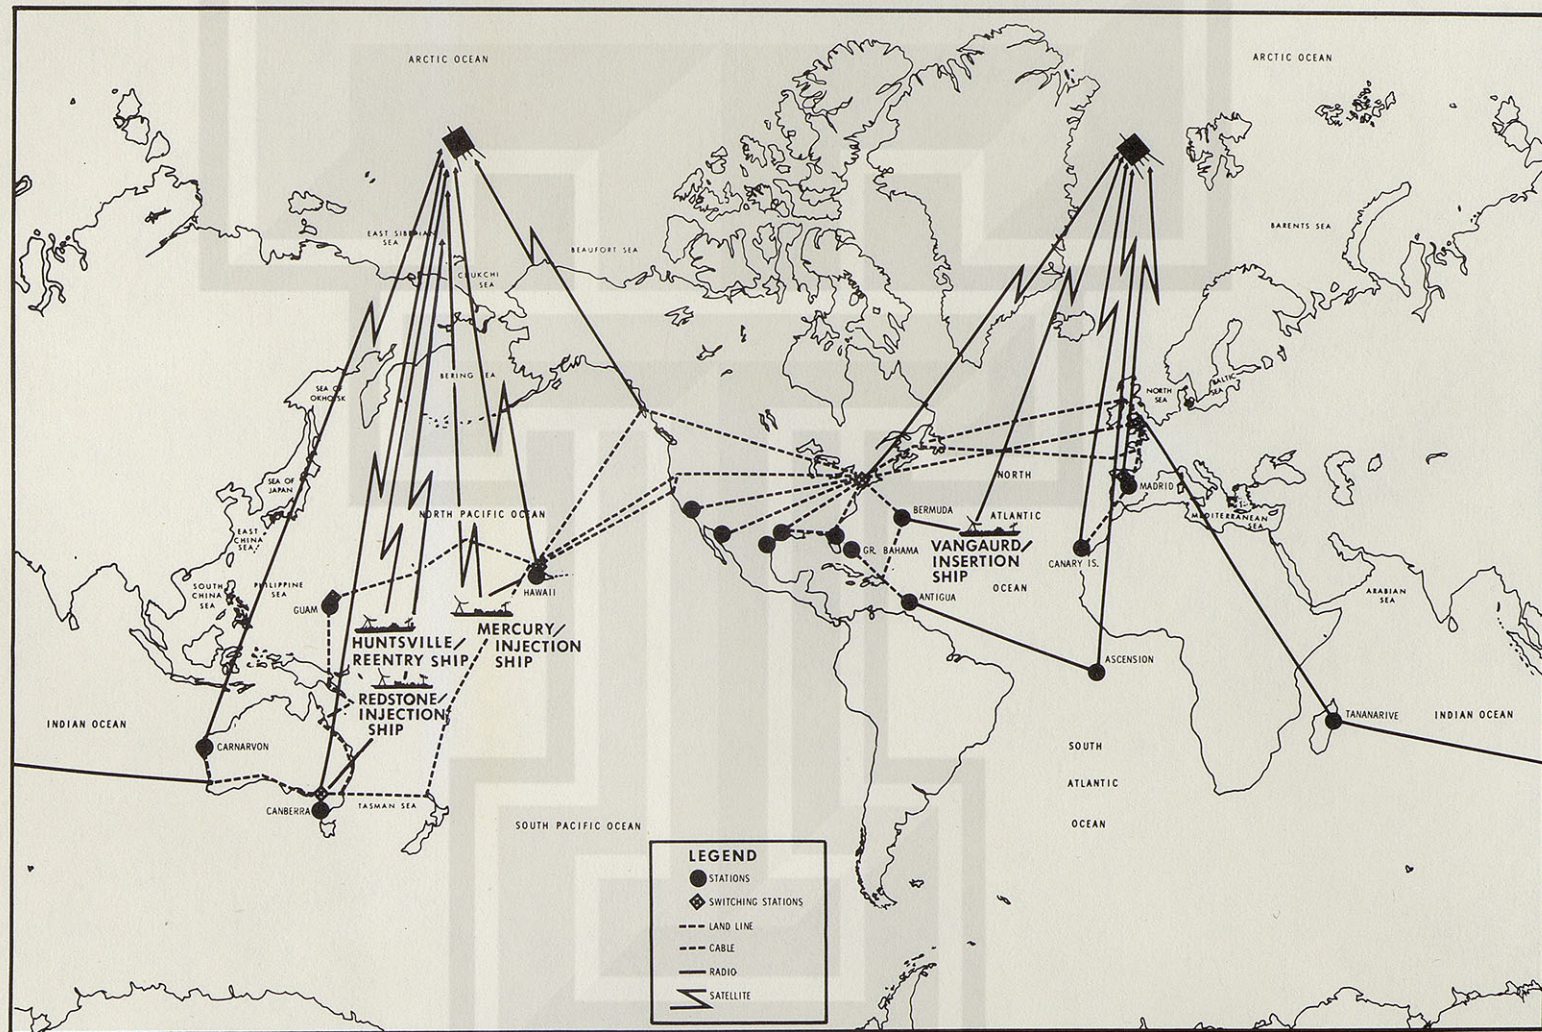 ARCTIC OCEAN
ARCTIC OCEAN
EAST SIBERIAN
SEA
BEAUFORT SEA
BARENTS SEA
CHUKCHI
SEA
BERING SEA
SEA OF
OKHOTSK
NORTH
SEA
BALTIC
SEA
SEA OF
JAPAN
NORTH
MADRID
EAST
CHINA
SEA
NORTH PACIFIC OCEAN
BERMUDA
ATLANTIC
MEDITERRANEAN
SEA
GR. BAHAMA
VANGAURD/
INSERTION
SHIP
CANARY IS.
SOUTH
CHINA
SEA
PHILIPPINE
SEA
HAWAII
OCEAN
ARABIAN
SEA
GUAM
ANTIGUA
HUNTSVILLE/
REENTRY SHIP
MERCURY/
INJECTION
SHIP
ASCENSION
REDSTONE/
INJECTION
SHIP
INDIAN OCEAN
CARNARVON
TANANARIVE
INDIAN OCEAN
SOUTH
ATLANTIC
OCEAN
CANBERRA
TASMAN SEA
SOUTH PACIFIC OCEAN
LEGEND
STATIONS
SWITCHING STATIONS
LAND LINE
CABLE
RADIO
SATELLITE